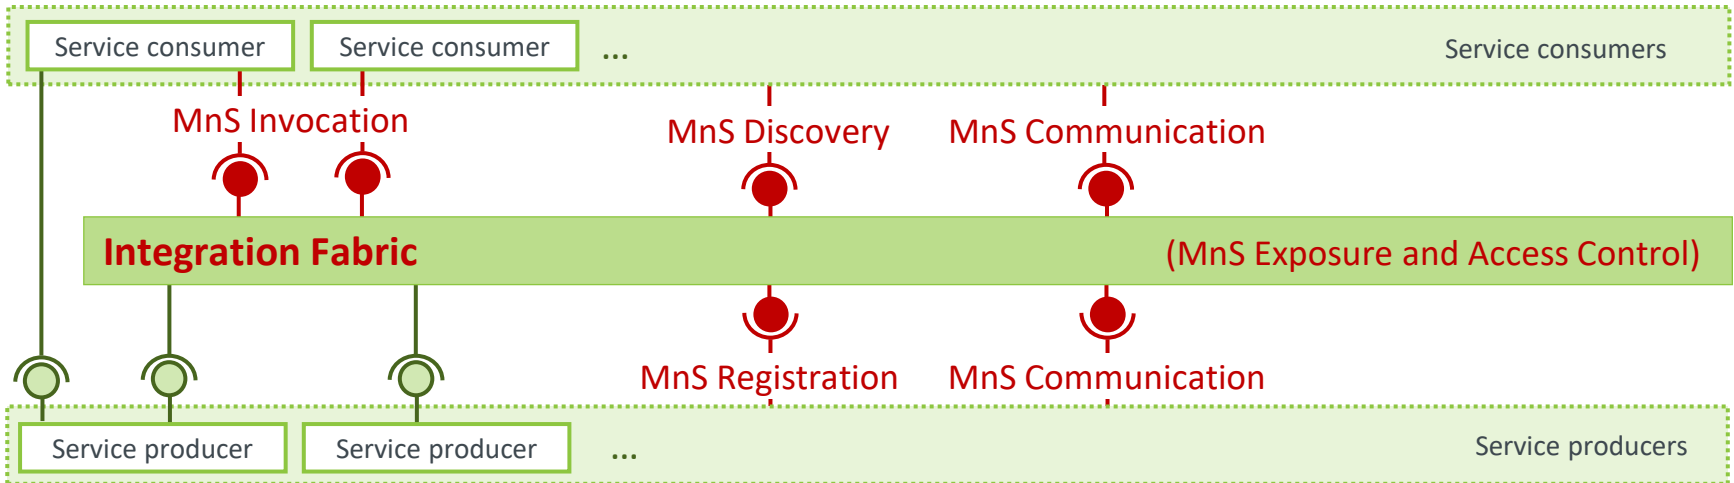 Service consumer
Service consumer
...
Service consumers
MnS Invocation
MnS Discovery
MnS Communication
Integration Fabric
(MnS Exposure and Access Control)
MnS Registration
MnS Communication
Service producer
Service producer
...
Service producers